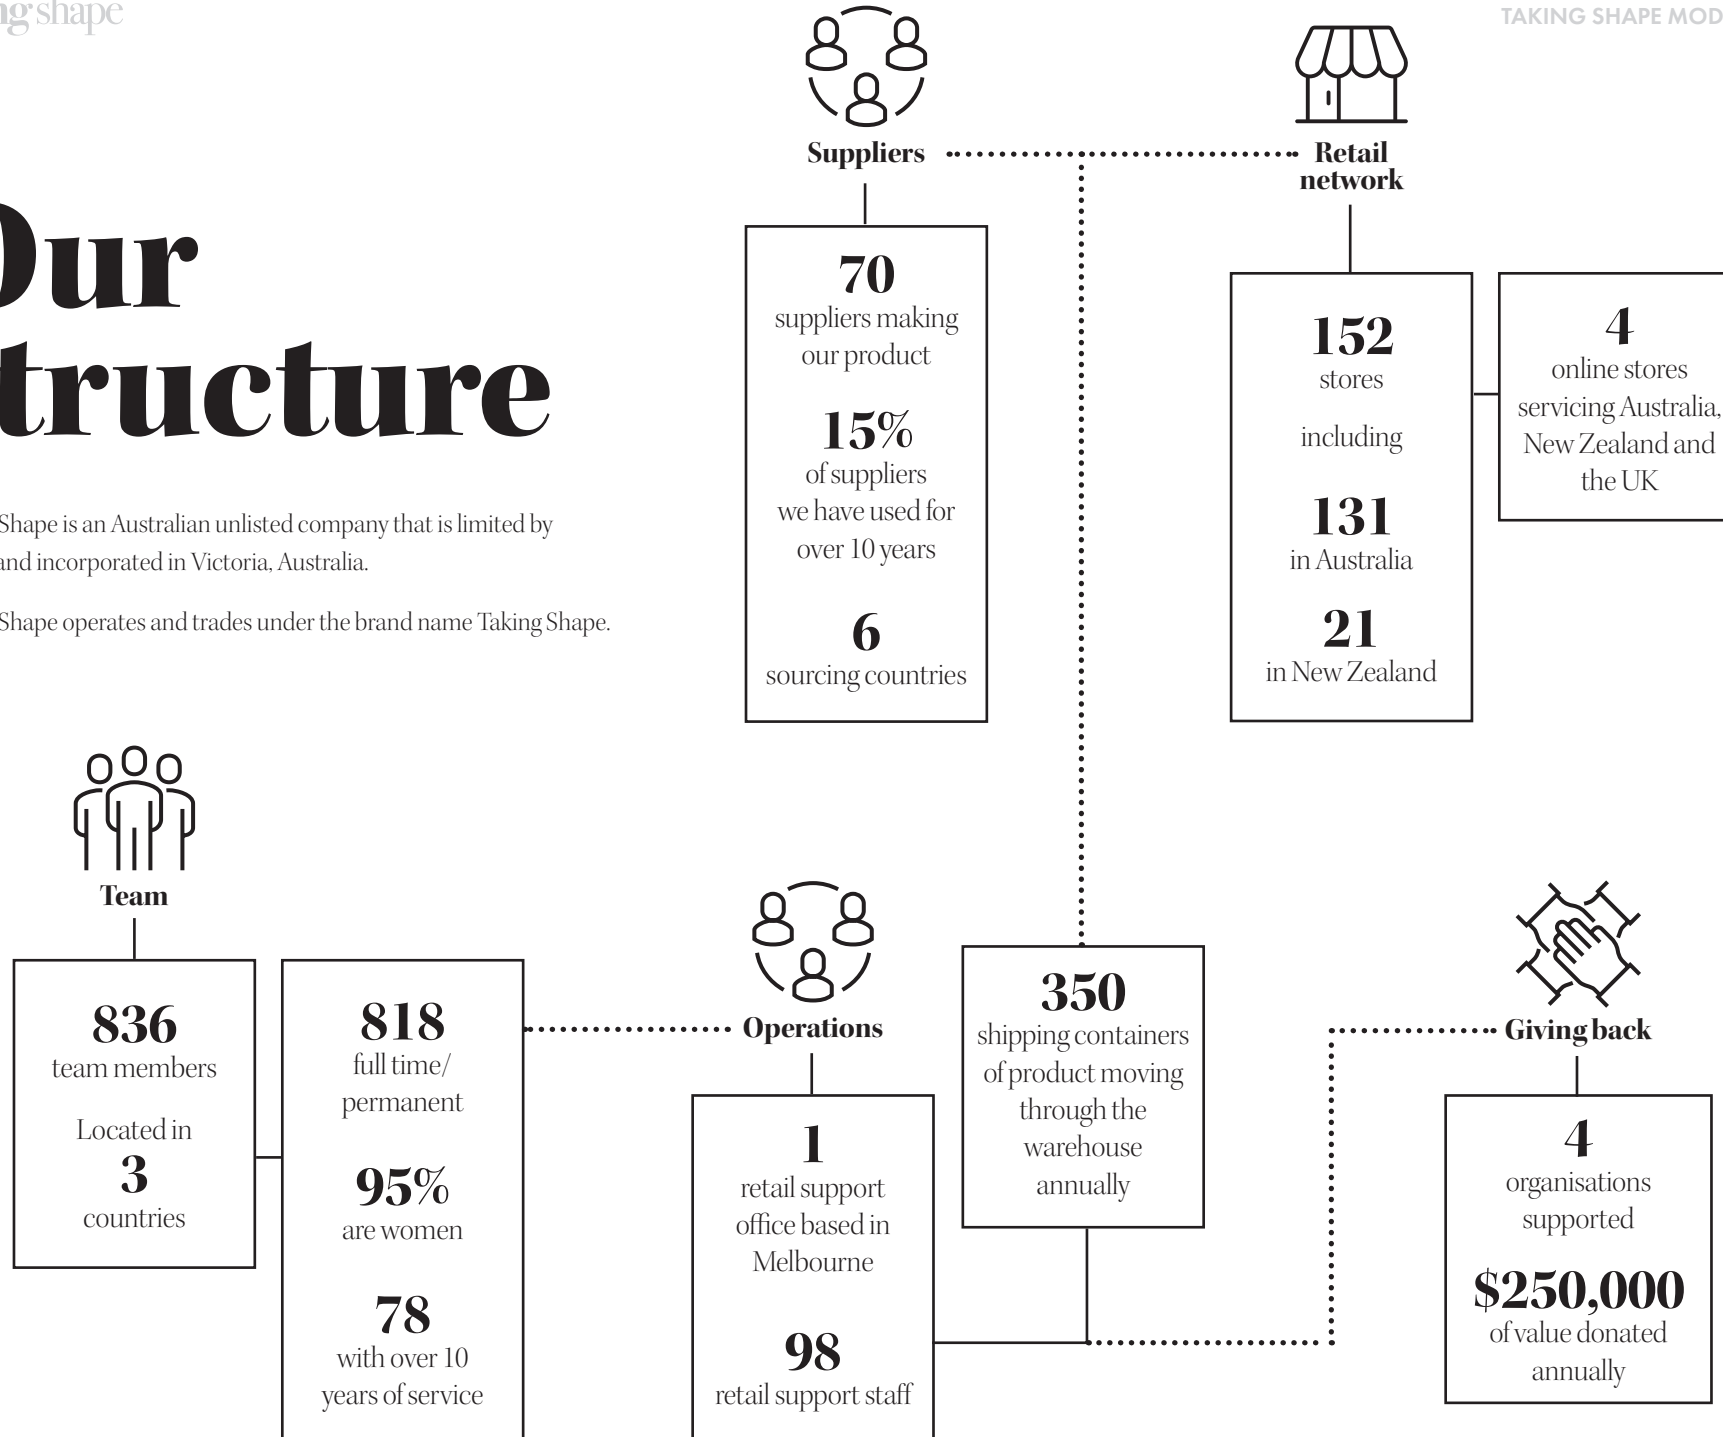 ng shape
TAKING SHAPE MOD
Our
tructure
Shape is an Australian unlisted company that is limited by
and incorporated in Victoria, Australia.
Shape operates and trades under the brand name Taking Shape.
Suppliers
70
suppliers making
our product
15%
of suppliers
we have used for
over 10 years
6
sourcing countries
Retail
network
152
stores
including
131
in Australia
21
in New Zealand
4
online stores
servicing Australia,
New Zealand and
the UK
Team
836
team members
Located in
3
countries
818
full time/
permanent
95%
are women
78
with over 10
years of service
Operations
1
retail support
office based in
Melbourne
98
retail support staff
350
shipping containers
of product moving
through the
warehouse
annually
Giving back
4
organisations
supported
$250,000
of value donated
annually